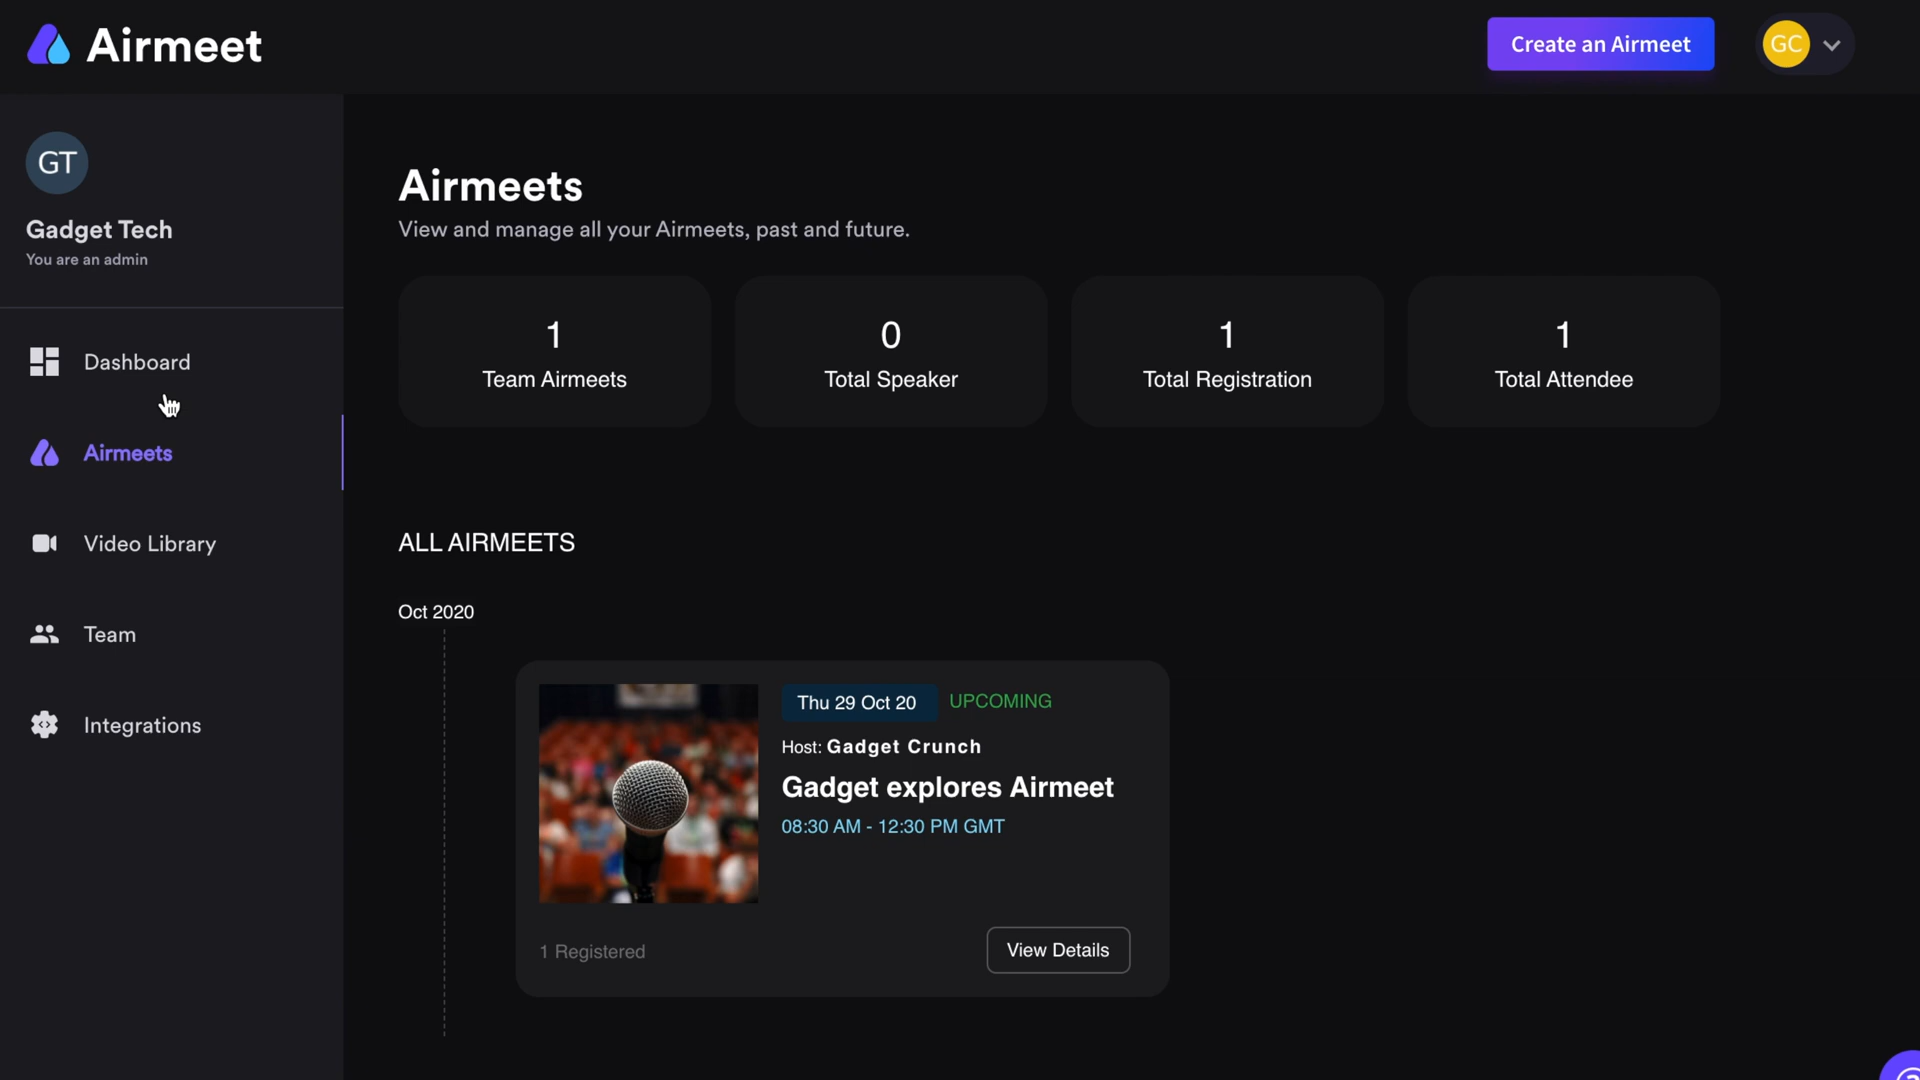 Airmeet
Create an Airmeet
GC
GT
Gadget Tech
You are an admin
Dashboard
Airmeets
Video Library
Team
Integrations
Airmeets
View and manage all your Airmeets, past and future.
1
Team Airmeets
0
Total Speaker
1
Total Registration
1
Total Attendee
ALL AIRMEETS
Oct 2020
Thu 29 Oct 20 UPCOMING
Host: Gadget Crunch
Gadget explores Airmeet
08:30 AM - 12:30 PM GMT
1 Registered
View Details